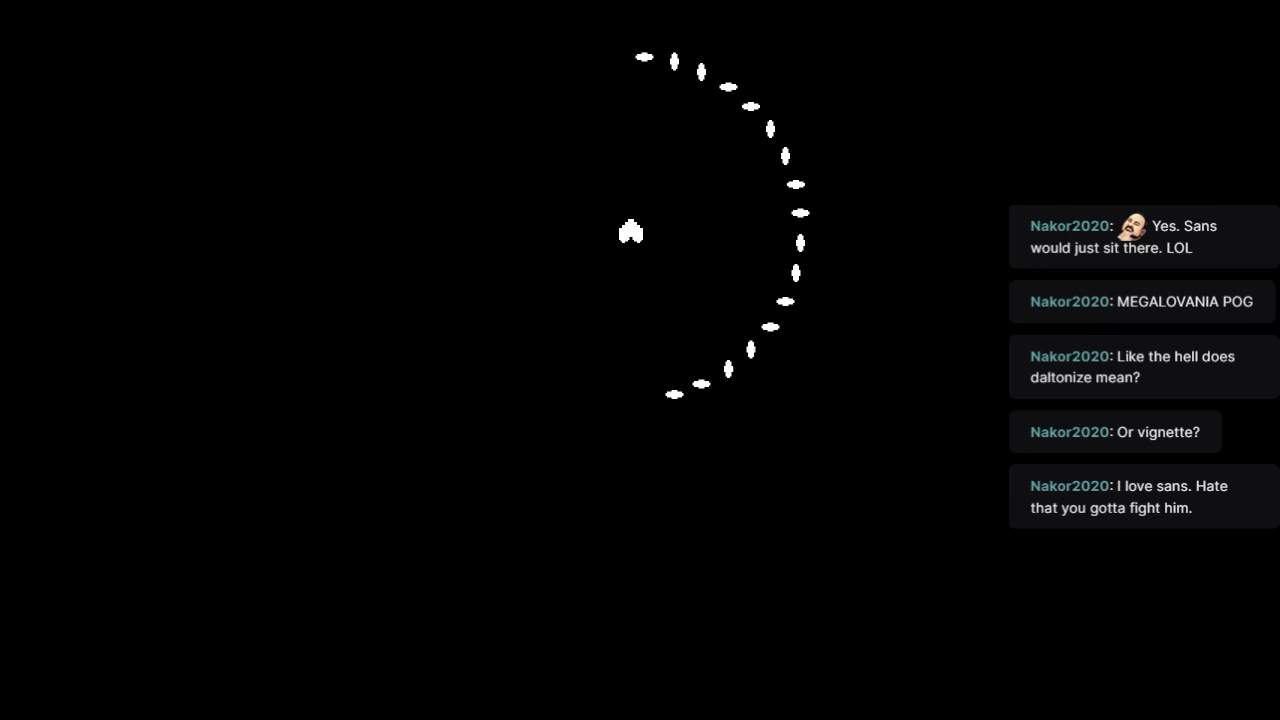 Nakor2020: Yes. Sans
would just sit there. LOL
Nakor2020: MEGALOVANIA POG
Nakor2020: Like the hell does
daltonize mean?
Nakor2020: Or vignette?
Nakor2020: I love sans. Hate
that you gotta fight him.